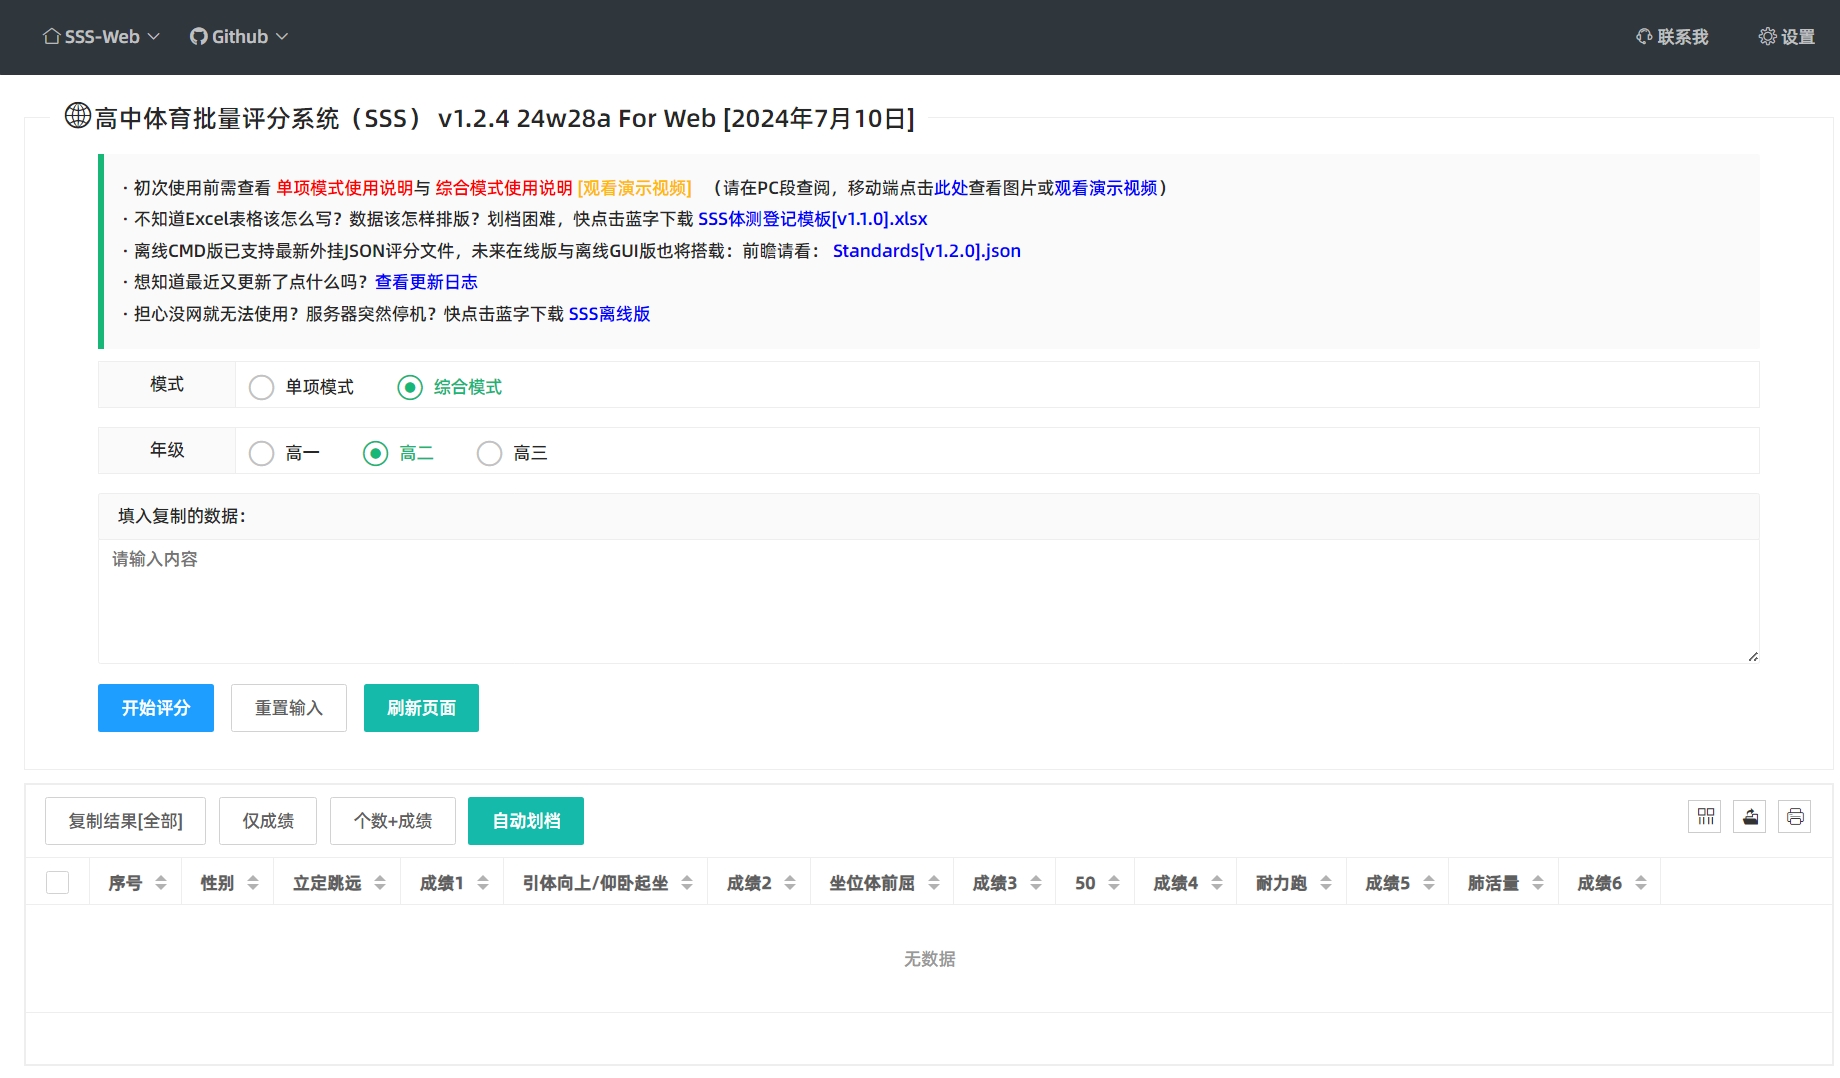 SSS-Web Github 联系我 设置
高中体育批量评分系统（SSS） v1.2.4 24w28a For Web [2024年7月10日]
· 初次使用前需查看 单项模式使用说明与 综合模式使用说明 [观看演示视频] （请在PC段查阅，移动端点击此处查看图片或观看演示视频）
· 不知道Excel表格该怎么写？数据该怎样排版？划档困难，快点击蓝字下载 SSS体测登记模板[v1.1.0].xlsx
· 离线CMD版已支持最新外挂JSON评分文件，未来在线版与离线GUI版也将搭载：前瞻请看： Standards[v1.2.0].json
· 想知道最近又更新了点什么吗？查看更新日志
· 担心没网就无法使用？服务器突然停机？快点击蓝字下载 SSS离线版
模式 单项模式 综合模式
年级 高一 高二 高三
填入复制的数据：
请输入内容
开始评分 重置输入 刷新页面
复制结果[全部] 仅成绩 个数+成绩 自动划档
序号 性别 立定跳远 成绩1 引体向上/仰卧起坐 成绩2 坐位体前屈 成绩3 50 成绩4 耐力跑 成绩5 肺活量 成绩6
无数据